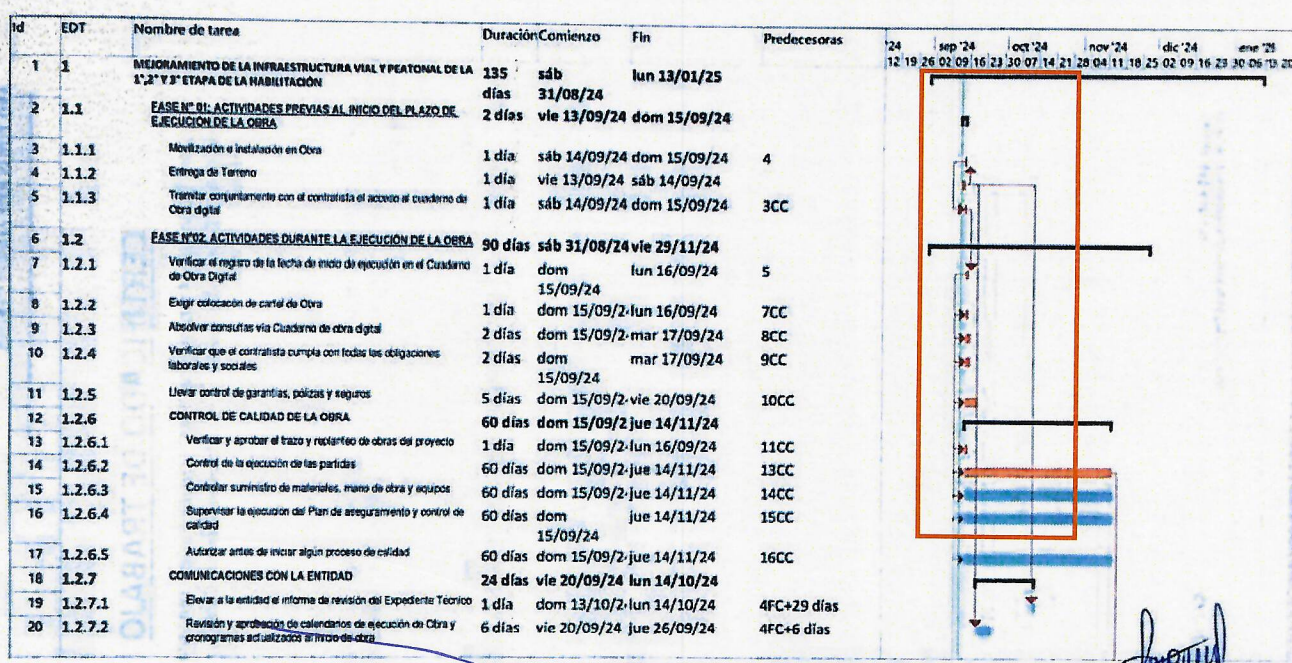 Id EDT Nombre de tarea Duración Comienzo Fin Predecesoras '24 sep '24 oct '24 nov '24 dic '24 ene '25
12 19 26 02 09 16 23 30 07 14 21 28 04 11 18 25 02 09 16 23 30 06 13 20
1 1 MEJORAMIENTO DE LA INFRAESTRUCTURA VIAL Y PEATONAL DE LA 135 sáb lun 13/01/25
1°,2° Y 3° ETAPA DE LA HABILITACIÓN días 31/08/24
2 1.1 FASE N° 01: ACTIVIDADES PREVIAS AL INICIO DEL PLAZO DE 2 días vie 13/09/24 dom 15/09/24
EJECUCIÓN DE LA OBRA
3 1.1.1 Movilización e instalación en Obra 1 día sáb 14/09/24 dom 15/09/24 4
4 1.1.2 Entrega de Terreno 1 día vie 13/09/24 sáb 14/09/24
5 1.1.3 Tramitar conjuntamente con el contratista el acceso al cuaderno de 1 día sáb 14/09/24 dom 15/09/24 3CC
Obra digital
6 1.2 FASE N°02: ACTIVIDADES DURANTE LA EJECUCIÓN DE LA OBRA 90 días sáb 31/08/24 vie 29/11/24
7 1.2.1 Verificar el registro de la fecha de inicio de ejecución en el Cuaderno 1 día dom lun 16/09/24 5
de Obra Digital 15/09/24
8 1.2.2 Exigir colocación de cartel de Obra 1 día dom 15/09/2 lun 16/09/24 7CC
9 1.2.3 Absolver consultas vía Cuaderno de obra digital 2 días dom 15/09/2 mar 17/09/24 8CC
10 1.2.4 Verificar que el contratista cumpla con todas las obligaciones 2 días dom mar 17/09/24 9CC
laborales y sociales 15/09/24
11 1.2.5 Llevar control de garantías, pólizas y seguros 5 días dom 15/09/2 vie 20/09/24 10CC
12 1.2.6 CONTROL DE CALIDAD DE LA OBRA 60 días dom 15/09/2 jue 14/11/24
13 1.2.6.1 Verificar y aprobar el trazo y replanteo de obras del proyecto 1 día dom 15/09/2 lun 16/09/24 11CC
14 1.2.6.2 Control de la ejecución de las partidas 60 días dom 15/09/2 jue 14/11/24 13CC
15 1.2.6.3 Controlar suministro de materiales, mano de obra y equipos 60 días dom 15/09/2 jue 14/11/24 14CC
16 1.2.6.4 Supervisar la ejecución del Plan de aseguramiento y control de 60 días dom jue 14/11/24 15CC
calidad 15/09/24
17 1.2.6.5 Autorizar antes de iniciar algún proceso de calidad 60 días dom 15/09/2 jue 14/11/24 16CC
18 1.2.7 COMUNICACIONES CON LA ENTIDAD 24 días vie 20/09/24 lun 14/10/24
19 1.2.7.1 Elevar a la entidad el informe de revisión del Expediente Técnico 1 día dom 13/10/2 lun 14/10/24 4FC+29 días
20 1.2.7.2 Revisión y aprobación de calendarios de ejecución de Obra y 6 días vie 20/09/24 jue 26/09/24 4FC+6 días
cronogramas actualizados al inicio de obra